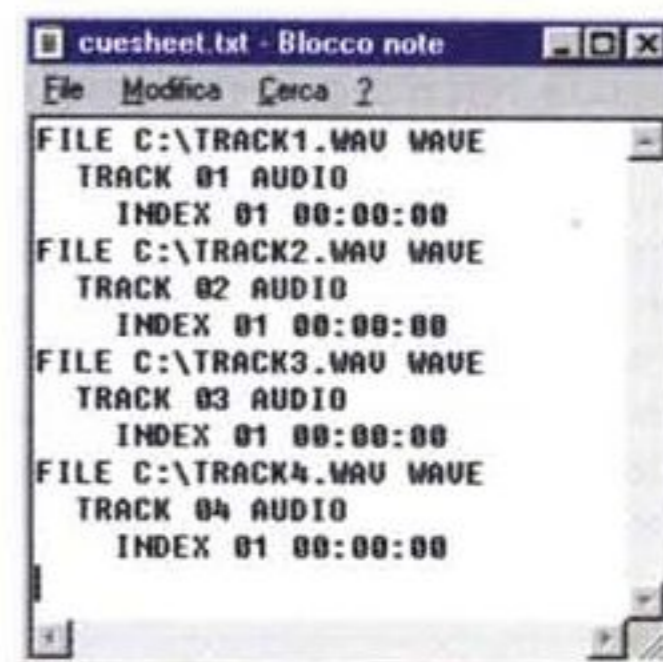 cuesheet.txt - Blocco note
File Modifica Cerca ?
FILE C:\TRACK1.WAV WAVE
TRACK 01 AUDIO
INDEX 01 00:00:00
FILE C:\TRACK2.WAV WAVE
TRACK 02 AUDIO
INDEX 01 00:00:00
FILE C:\TRACK3.WAV WAVE
TRACK 03 AUDIO
INDEX 01 00:00:00
FILE C:\TRACK4.WAV WAVE
TRACK 04 AUDIO
INDEX 01 00:00:00